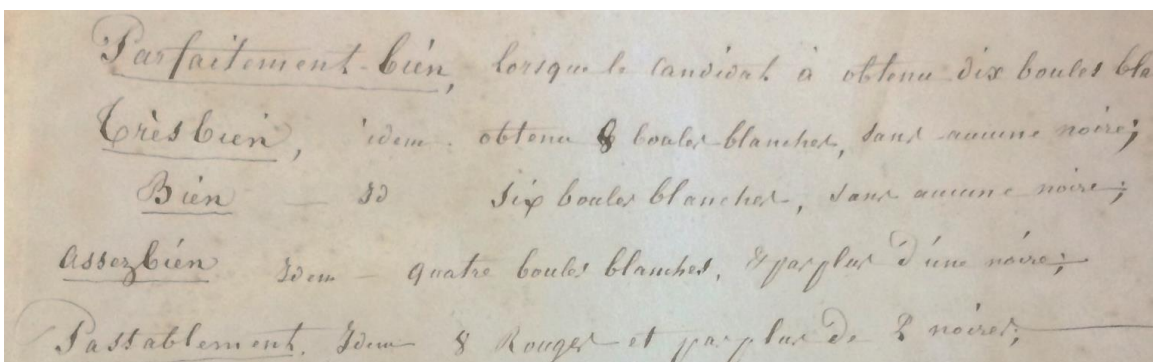 Parfaitement-bien, lorsque le candidat à obtenu dix boules bla
Très bien, idem - obtenu 8 boules blanches, sans aucune noire;
Bien — Id six boules blanches, sans aucune noire;
Assez bien Idem - quatre boules blanches, & pas plus d'une noire;
Passablement. Idem 8 Rouges et pas plus de 2 noires;